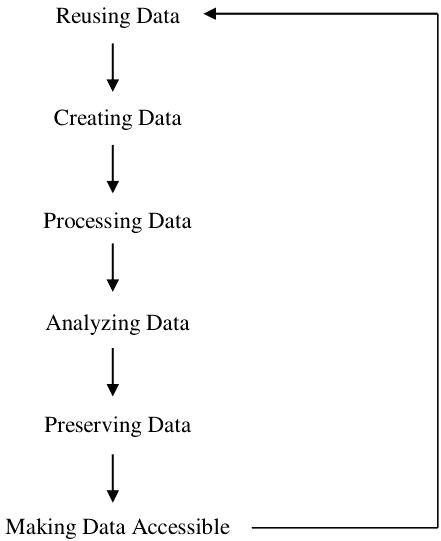 Reusing Data
Creating Data
Processing Data
Analyzing Data
Preserving Data
Making Data Accessible